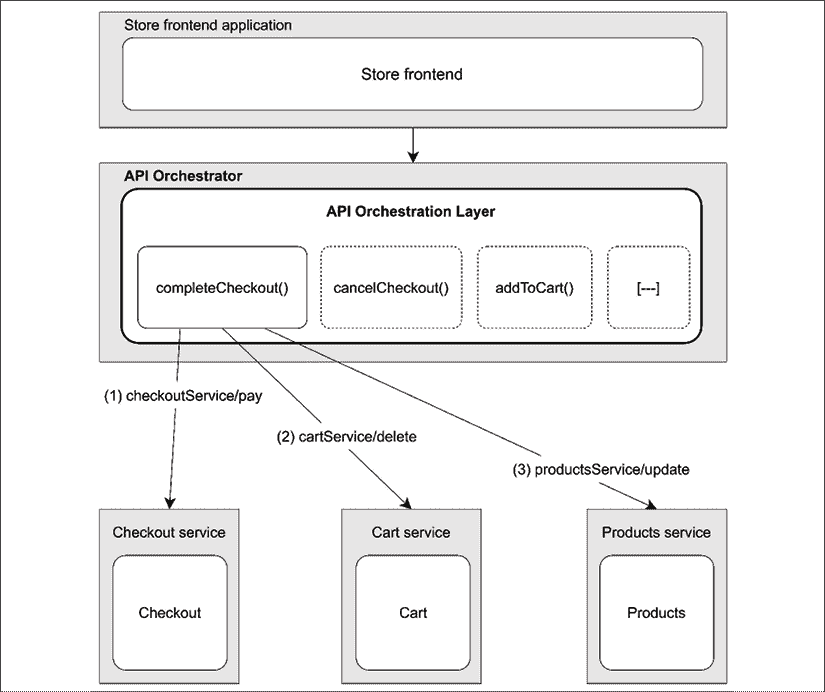 Store frontend application
Store frontend
API Orchestrator
API Orchestration Layer
completeCheckout()
cancelCheckout()
addToCart()
[---]
(1) checkoutService/pay
(2) cartService/delete
(3) productsService/update
Checkout service
Cart service
Products service
Checkout
Cart
Products